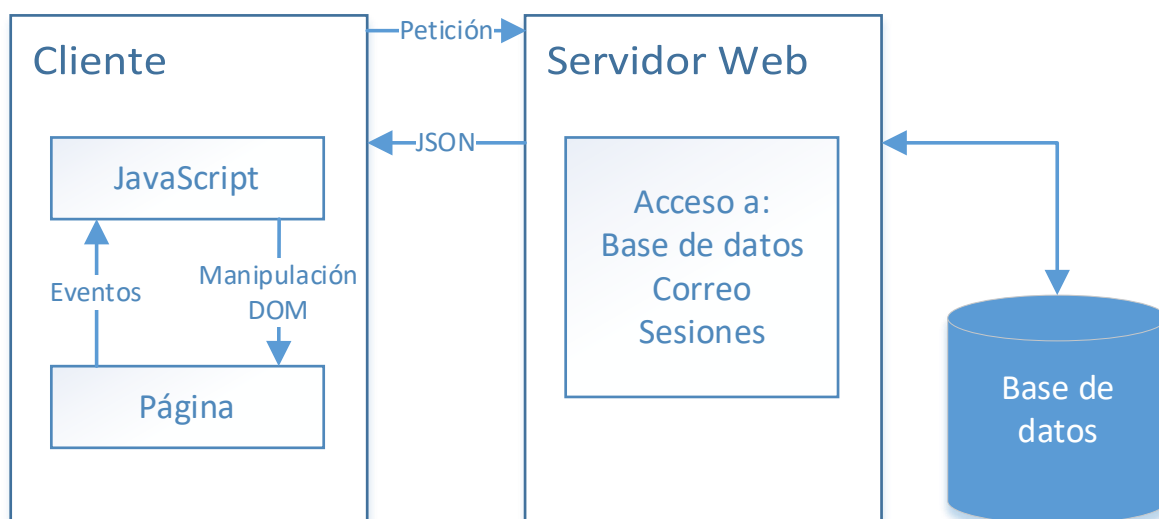 Cliente
Petición
Servidor Web
JSON
JavaScript
Eventos
Manipulación
DOM
Página
Acceso a:
Base de datos
Correo
Sesiones
Base de
datos